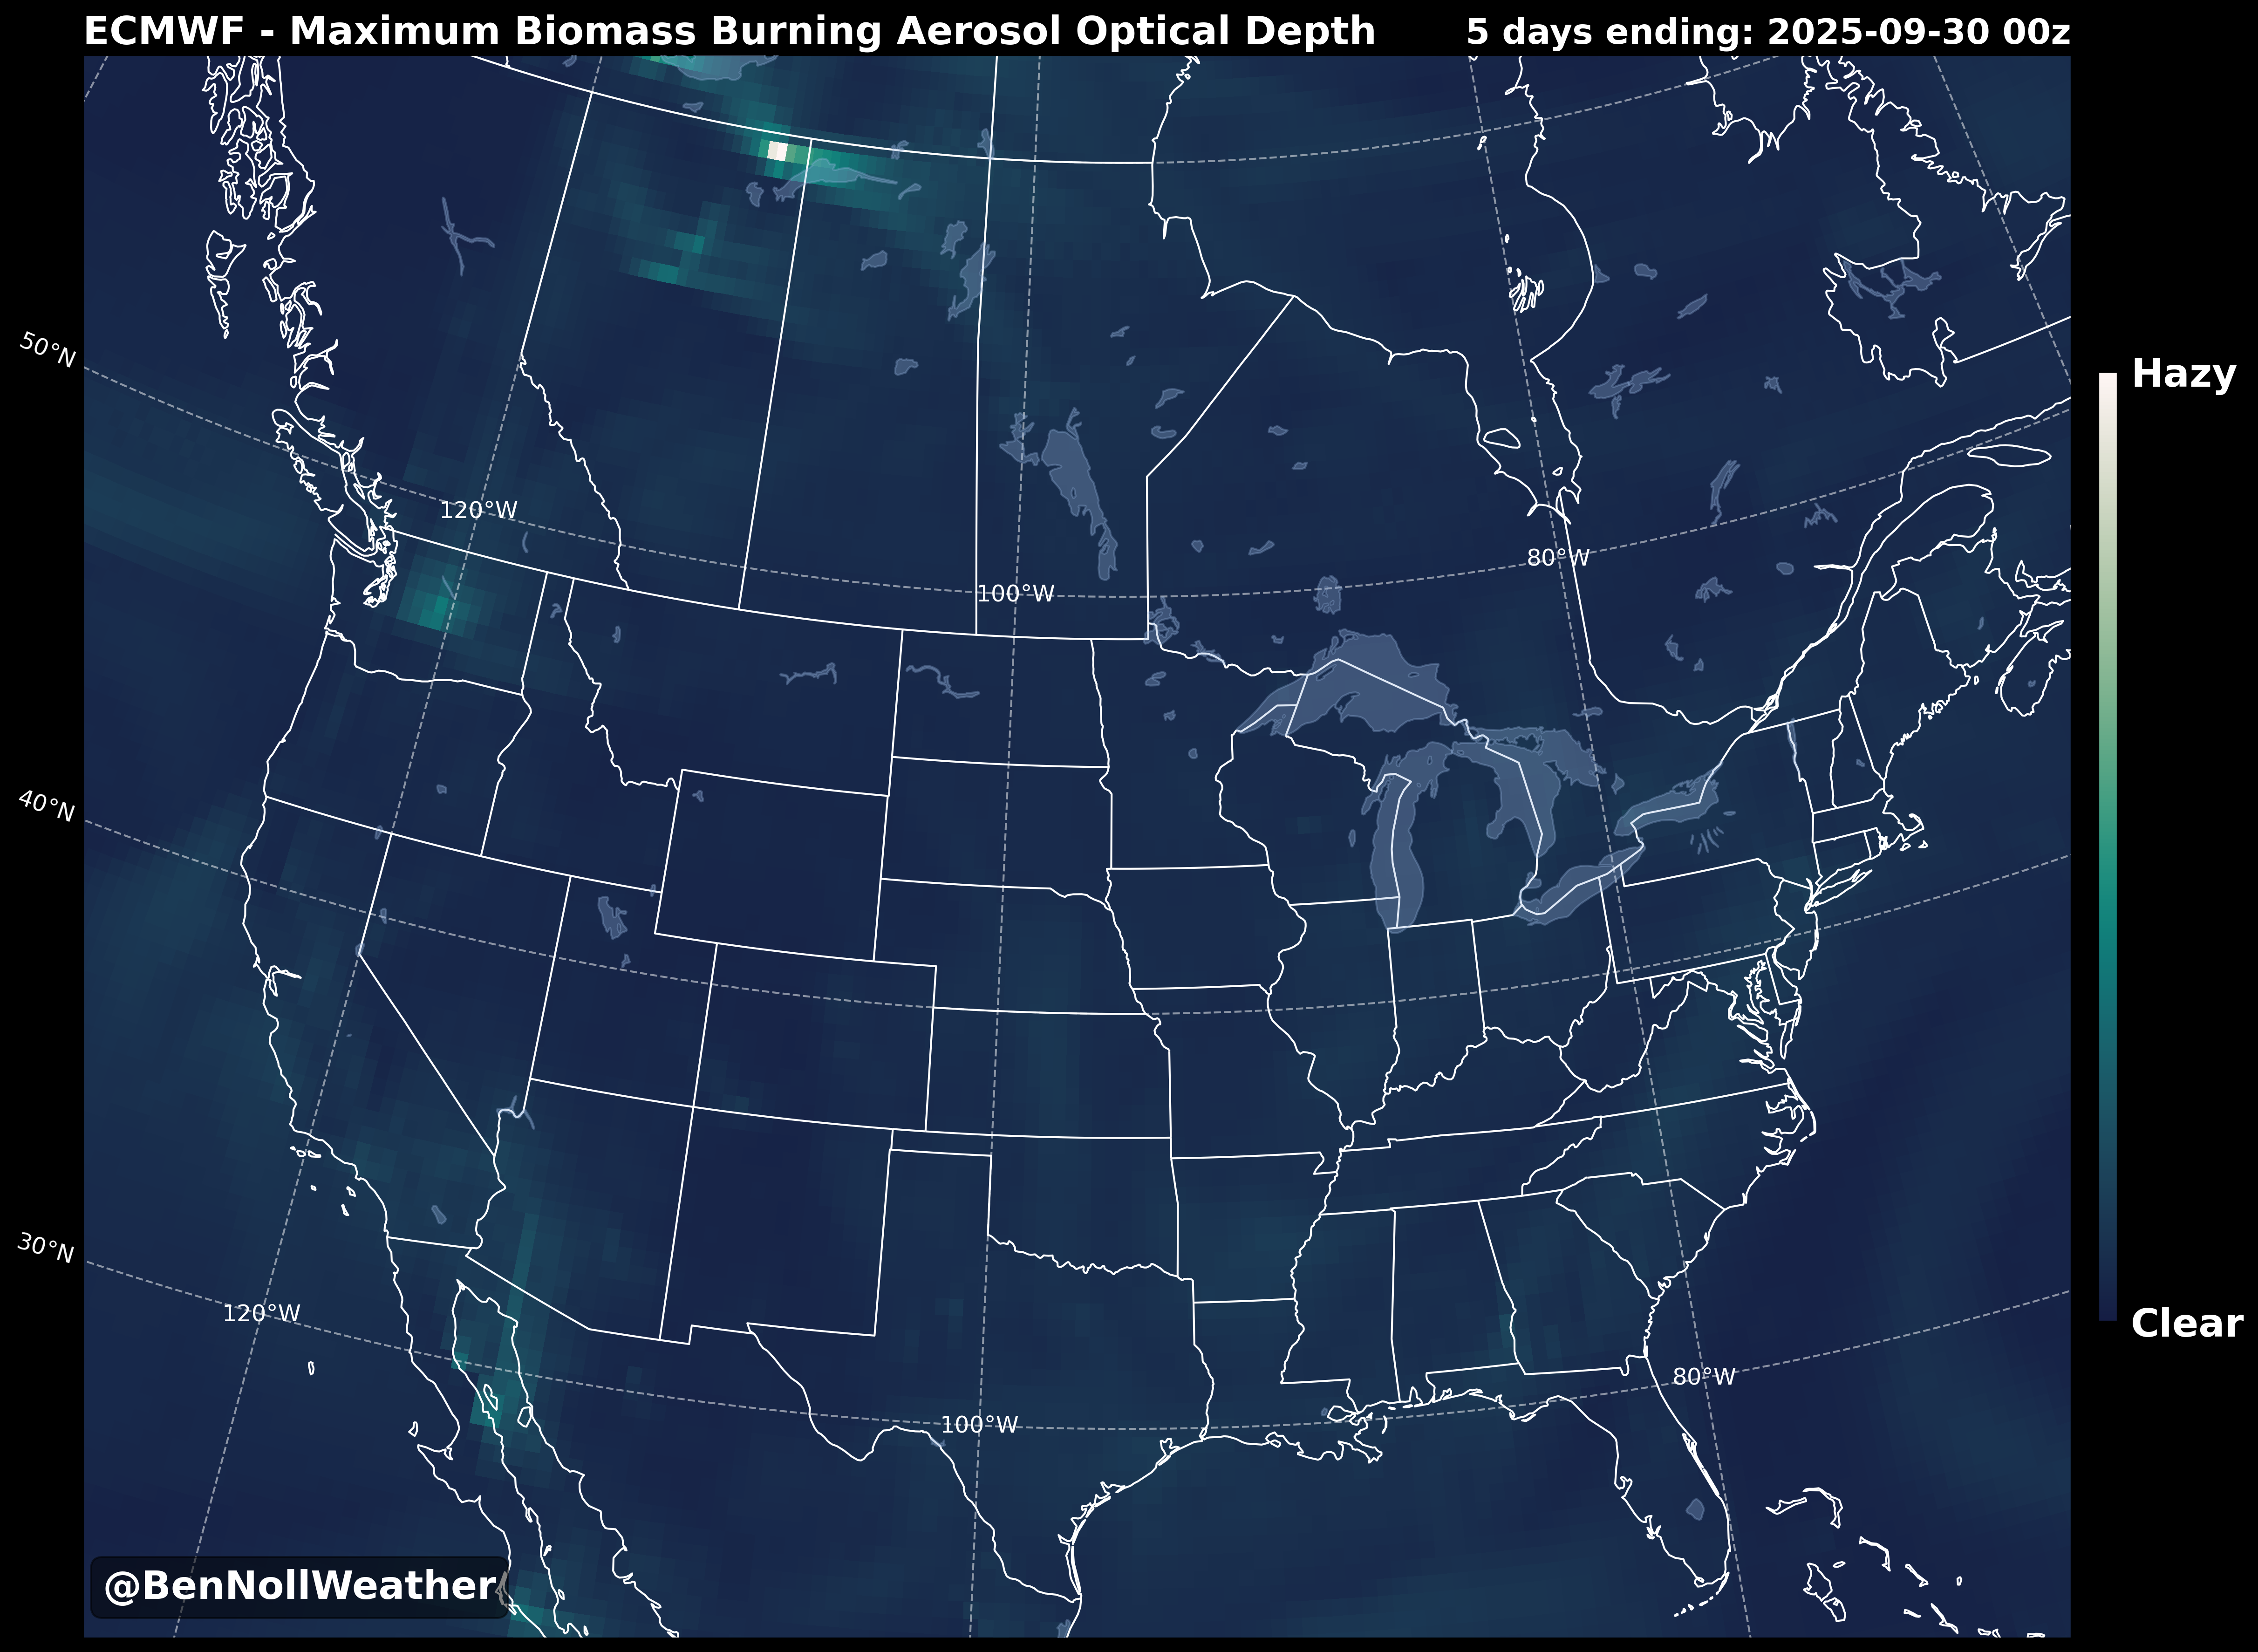 ECMWF - Maximum Biomass Burning Aerosol Optical Depth
5 days ending: 2025-09-30 00z
50°N
Hazy
120°W
80°W
100°W
40°N
30°N
120°W
Clear
80°W
100°W
@BenNollWeather